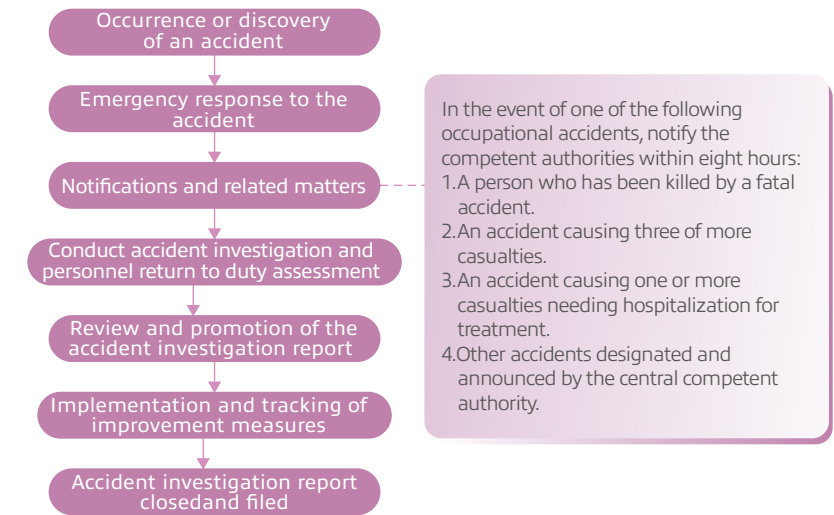 Occurrence or discovery
of an accident
Emergency response to the
accident
Notifications and related matters
Conduct accident investigation and
personnel return to duty assessment
Review and promotion of the
accident investigation report
Implementation and tracking of
improvement measures
Accident investigation report
closedand filed
In the event of one of the following
occupational accidents, notify the
competent authorities within eight hours:
1.A person who has been killed by a fatal
accident.
2.An accident causing three of more
casualties.
3.An accident causing one or more
casualties needing hospitalization for
treatment.
4.Other accidents designated and
announced by the central competent
authority.